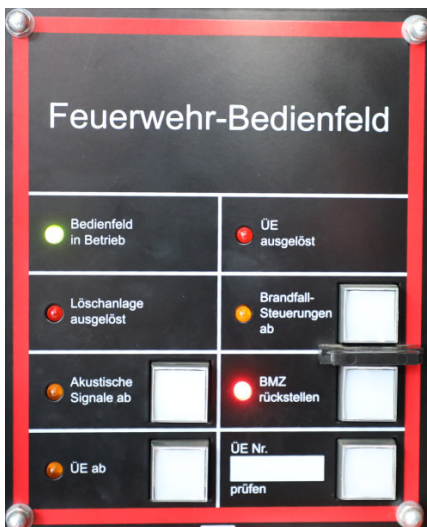 Feuerwehr-Bedienfeld
Bedienfeld
in Betrieb
ÜE
ausgelöst
Löschanlage
ausgelöst
Brandfall-
Steuerungen
ab
Akustische
Signale ab
BMZ
rückstellen
ÜE ab
ÜE Nr.
prüfen